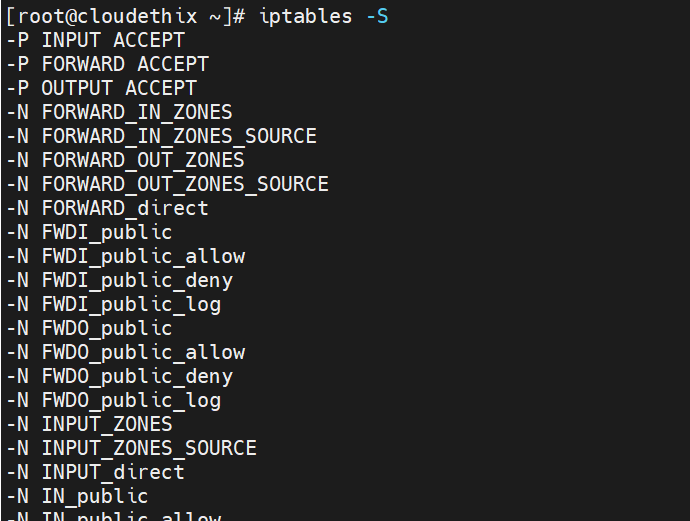 [root@cloudethix ~]# iptables -S
-P INPUT ACCEPT
-P FORWARD ACCEPT
-P OUTPUT ACCEPT
-N FORWARD_IN_ZONES
-N FORWARD_IN_ZONES_SOURCE
-N FORWARD_OUT_ZONES
-N FORWARD_OUT_ZONES_SOURCE
-N FORWARD_direct
-N FWDI_public
-N FWDI_public_allow
-N FWDI_public_deny
-N FWDI_public_log
-N FWDO_public
-N FWDO_public_allow
-N FWDO_public_deny
-N FWDO_public_log
-N INPUT_ZONES
-N INPUT_ZONES_SOURCE
-N INPUT_direct
-N IN_public
-N IN_public_allow